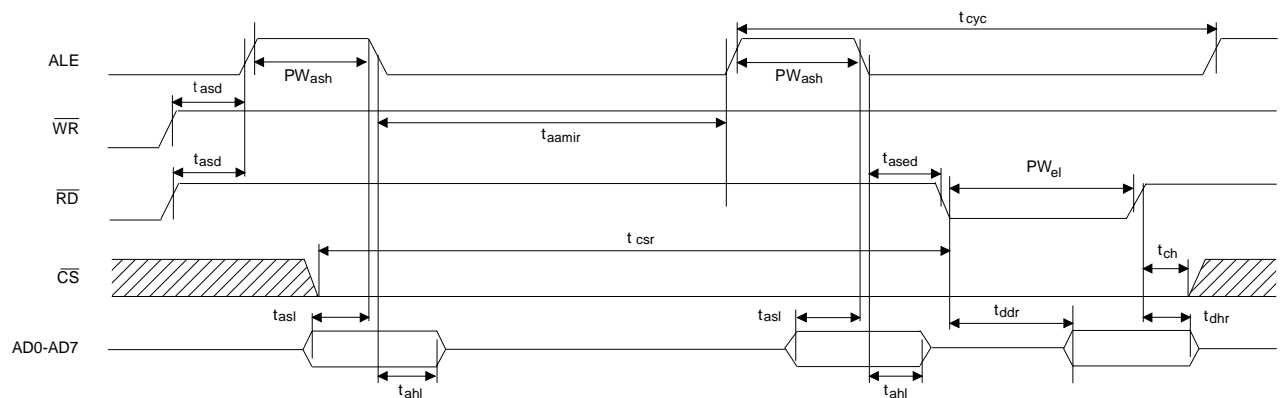 t cyc
ALE
PWash
PWash
t asd
WR
taamir
tasd
tased
PWel
RD
t csr
tch
CS
tasl
tasl
tddr
tdhr
AD0-AD7
tahl
tahl